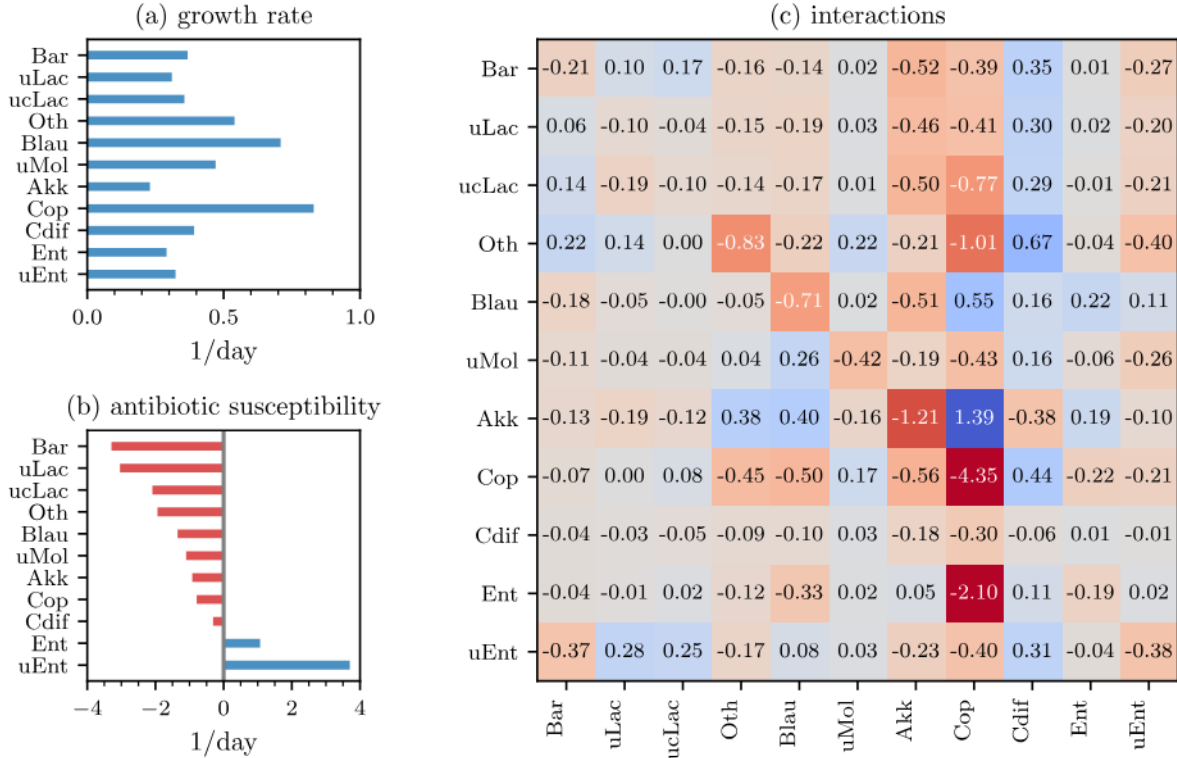 (a) growth rate
Bar
uLac
ucLac
Oth
Blau
uMol
Akk
Cop
Cdif
Ent
uEnt
0.0 0.5 1.0
1/day
(b) antibiotic susceptibility
Bar
uLac
ucLac
Oth
Blau
uMol
Akk
Cop
Cdif
Ent
uEnt
−4 −2 0 2 4
1/day
(c) interactions
Bar -0.21 0.10 0.17 -0.16 -0.14 0.02 -0.52 -0.39 0.35 0.01 -0.27
uLac 0.06 -0.10 -0.04 -0.15 -0.19 0.03 -0.46 -0.41 0.30 0.02 -0.20
ucLac 0.14 -0.19 -0.10 -0.14 -0.17 0.01 -0.50 -0.77 0.29 -0.01 -0.21
Oth 0.22 0.14 0.00 -0.83 -0.22 0.22 -0.21 -1.01 0.67 -0.04 -0.40
Blau -0.18 -0.05 -0.00 -0.05 -0.71 0.02 -0.51 0.55 0.16 0.22 0.11
uMol -0.11 -0.04 -0.04 0.04 0.26 -0.42 -0.19 -0.43 0.16 -0.06 -0.26
Akk -0.13 -0.19 -0.12 0.38 0.40 -0.16 -1.21 1.39 -0.38 0.19 -0.10
Cop -0.07 0.00 0.08 -0.45 -0.50 0.17 -0.56 -4.35 0.44 -0.22 -0.21
Cdif -0.04 -0.03 -0.05 -0.09 -0.10 0.03 -0.18 -0.30 -0.06 0.01 -0.01
Ent -0.04 -0.01 0.02 -0.12 -0.33 0.02 0.05 -2.10 0.11 -0.19 0.02
uEnt -0.37 0.28 0.25 -0.17 0.08 0.03 -0.23 -0.40 0.31 -0.04 -0.38
Bar uLac ucLac Oth Blau uMol Akk Cop Cdif Ent uEnt